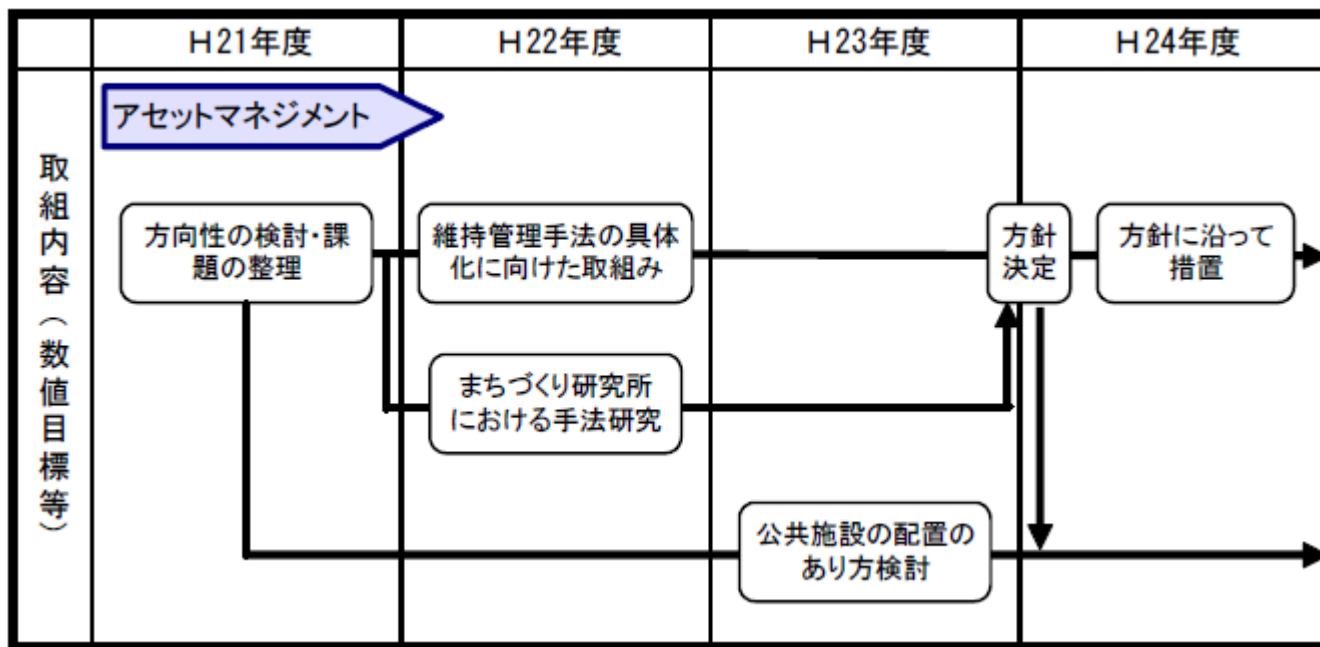 H21年度
H22年度
H23年度
H24年度
取組内容(数値目標等)
アセットマネジメント
方向性の検討・課
題の整理
維持管理手法の具体
化に向けた取組み
方針
決定
方針に沿って
措置
まちづくり研究所
における手法研究
公共施設の配置の
あり方検討